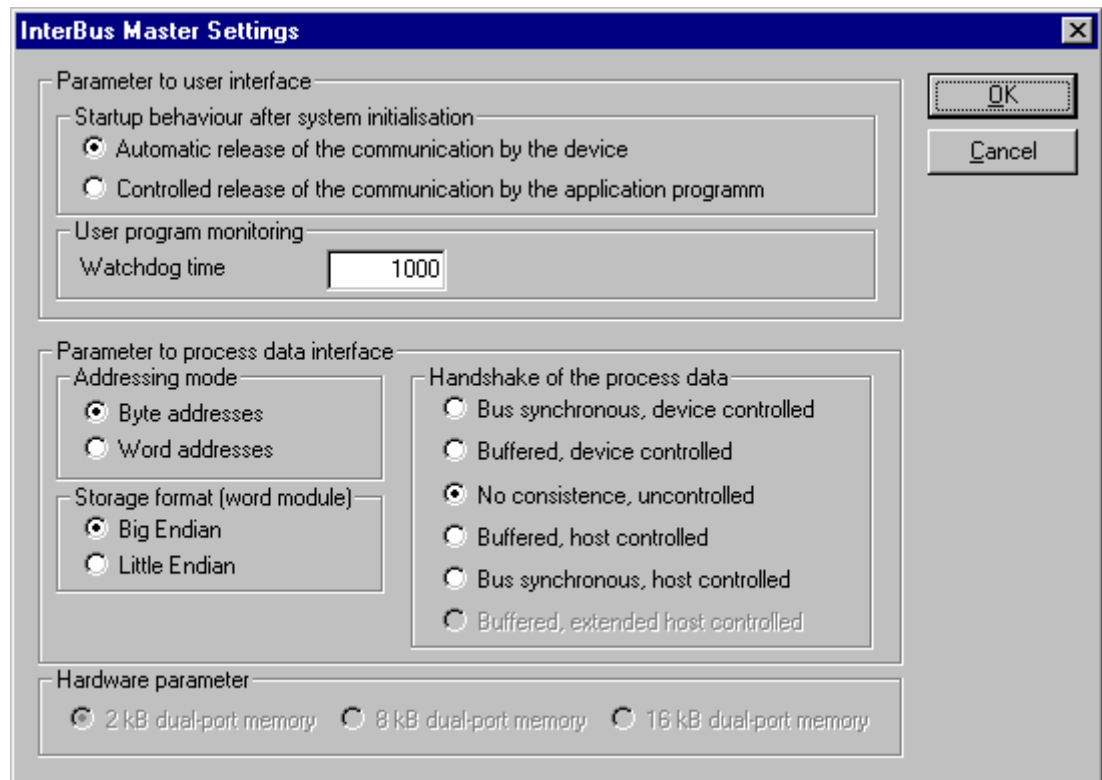 InterBus Master Settings
Parameter to user interface
Startup behaviour after system initialisation
Automatic release of the communication by the device
Controlled release of the communication by the application programm
User program monitoring
Watchdog time 1000
OK
Cancel
Parameter to process data interface
Addressing mode
Byte addresses
Word addresses
Storage format (word module)
Big Endian
Little Endian
Handshake of the process data
Bus synchronous, device controlled
Buffered, device controlled
No consistence, uncontrolled
Buffered, host controlled
Bus synchronous, host controlled
Buffered, extended host controlled
Hardware parameter
2 kB dual-port memory 8 kB dual-port memory 16 kB dual-port memory